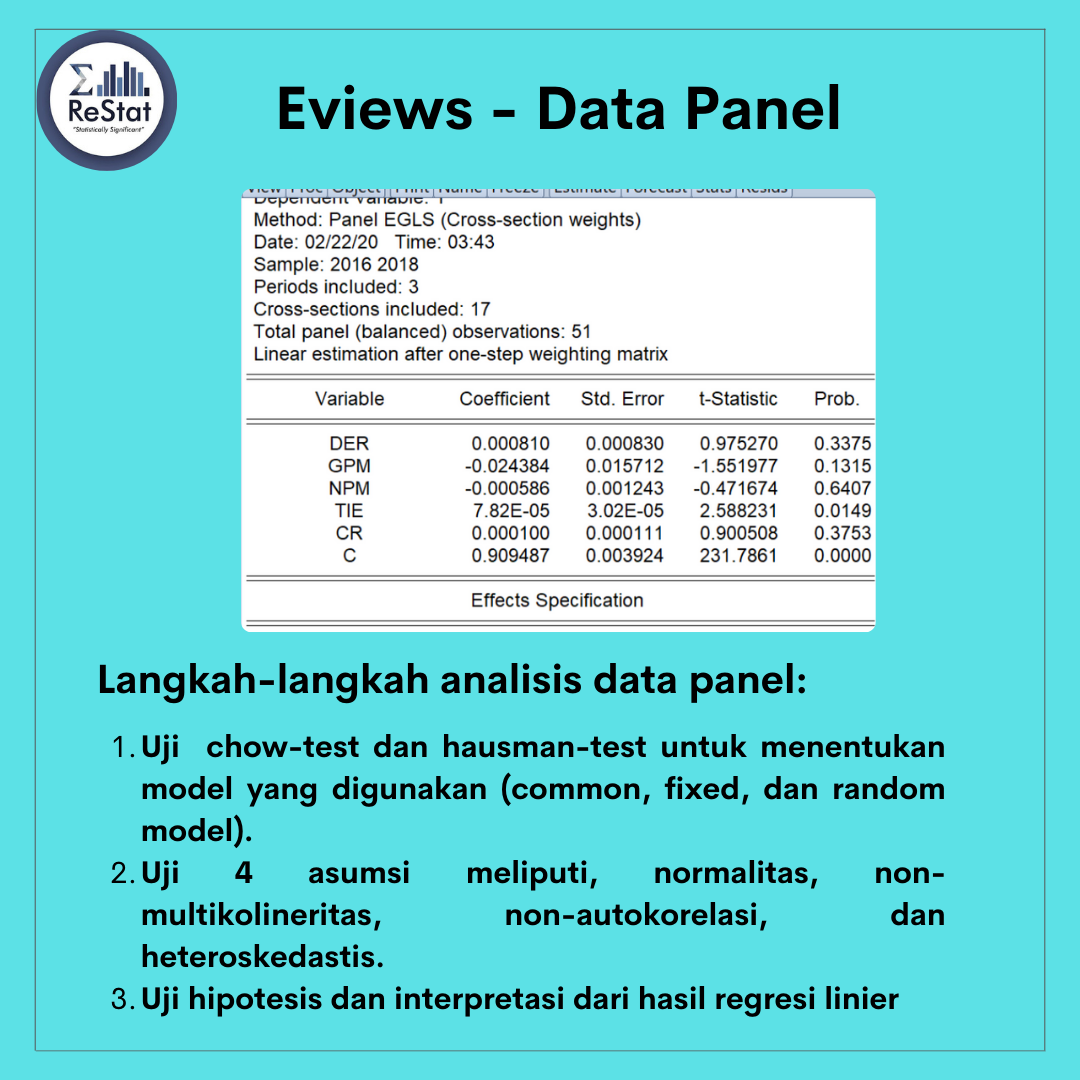 ReStat
"Statistically Significant"
Eviews - Data Panel
View Proc Object Print Name Freeze Estimate Forecast Stats Resids
Dependent Variable: Y
Method: Panel EGLS (Cross-section weights)
Date: 02/22/20 Time: 03:43
Sample: 2016 2018
Periods included: 3
Cross-sections included: 17
Total panel (balanced) observations: 51
Linear estimation after one-step weighting matrix
Variable Coefficient Std. Error t-Statistic Prob.
DER 0.000810 0.000830 0.975270 0.3375
GPM -0.024384 0.015712 -1.551977 0.1315
NPM -0.000586 0.001243 -0.471674 0.6407
TIE 7.82E-05 3.02E-05 2.588231 0.0149
CR 0.000100 0.000111 0.900508 0.3753
C 0.909487 0.003924 231.7861 0.0000
Effects Specification
Langkah-langkah analisis data panel:
1. Uji chow-test dan hausman-test untuk menentukan
model yang digunakan (common, fixed, dan random
model).
2. Uji 4 asumsi meliputi, normalitas, non-
multikolineritas, non-autokorelasi, dan
heteroskedastis.
3. Uji hipotesis dan interpretasi dari hasil regresi linier